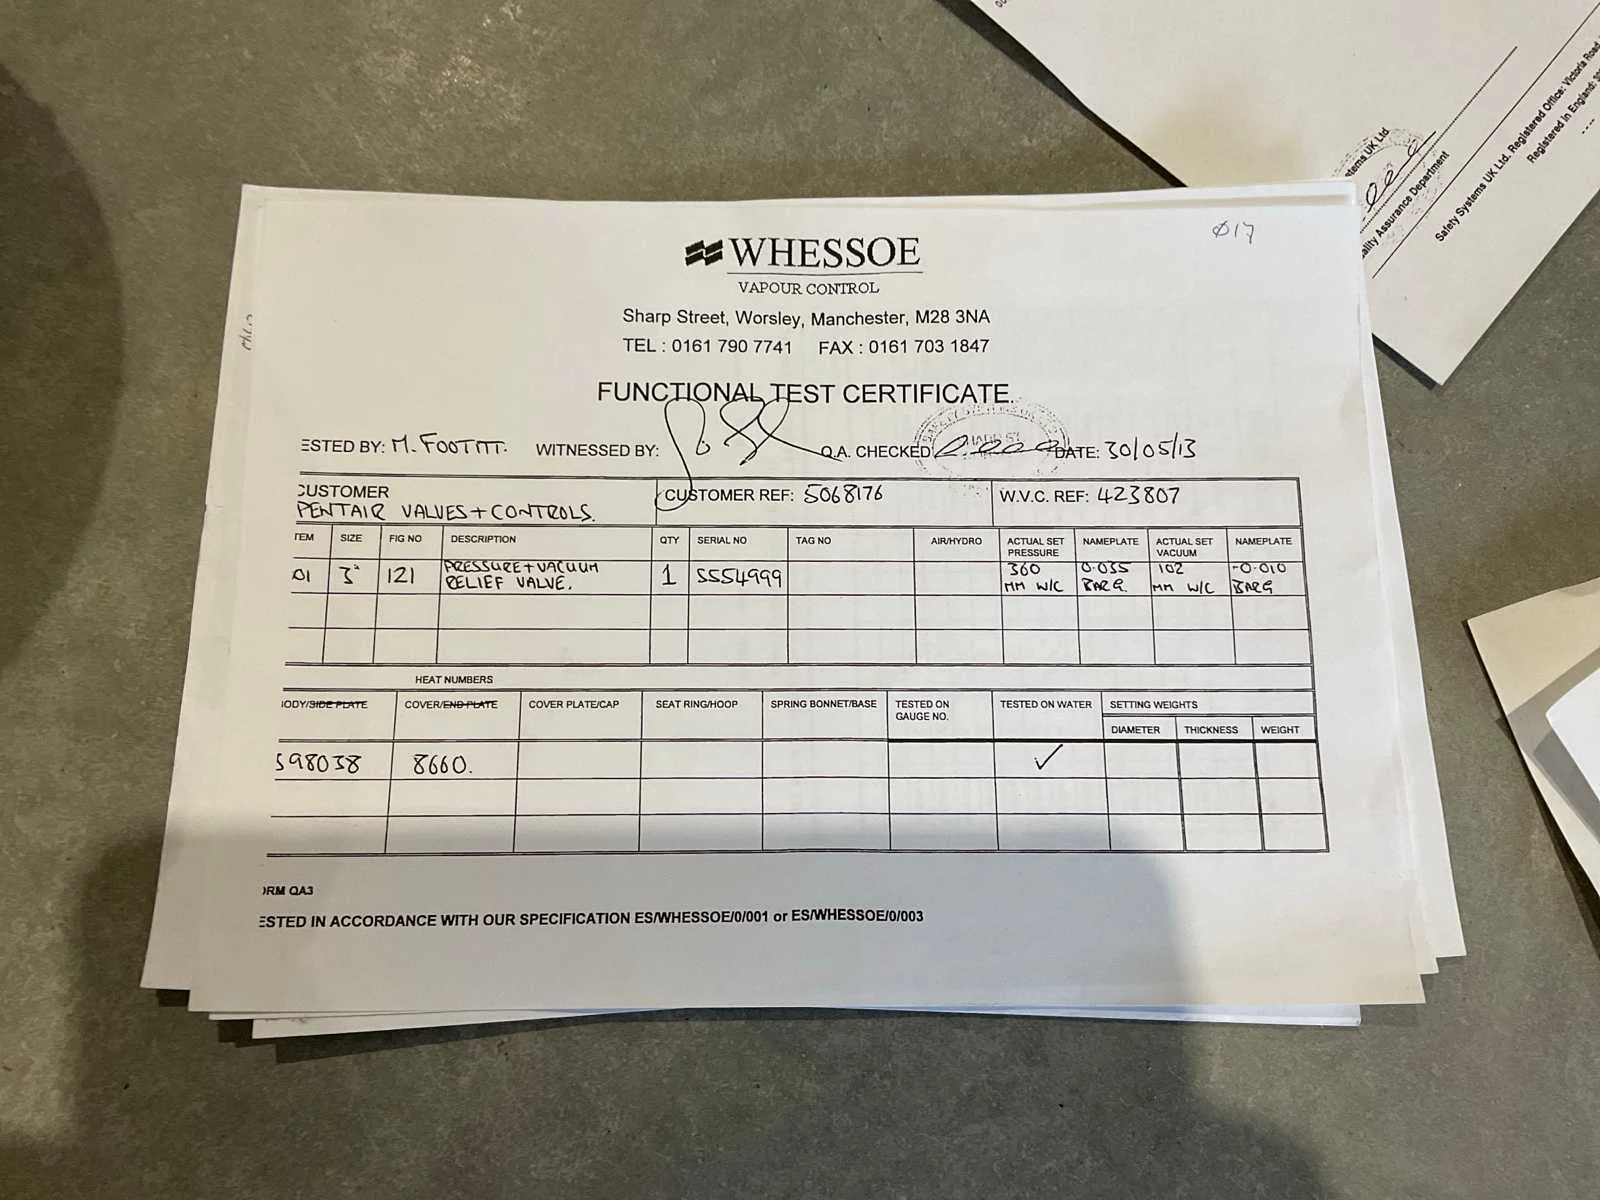 Ø17
WHESSOE
VAPOUR CONTROL
Sharp Street, Worsley, Manchester, M28 3NA
TEL : 0161 790 7741 FAX : 0161 703 1847
FUNCTIONAL TEST CERTIFICATE.
ESTED BY: M. FOOTITT. WITNESSED BY: Q.A. CHECKED DATE: 30/05/13
CUSTOMER CUSTOMER REF: 5068176 W.V.C. REF: 423807
PENTAIR VALVES + CONTROLS.
TEM SIZE FIG NO DESCRIPTION QTY SERIAL NO TAG NO AIR/HYDRO ACTUAL SET PRESSURE NAMEPLATE ACTUAL SET VACUUM NAMEPLATE
01 3" 121 PRESSURE + VACUUM RELIEF VALVE. 1 5554999 360 MM W/C 0.035 BARG. 102 MM W/C -0.010 BARG
HEAT NUMBERS
ODY/SIDE PLATE COVER/END PLATE COVER PLATE/CAP SEAT RING/HOOP SPRING BONNET/BASE TESTED ON GAUGE NO. TESTED ON WATER SETTING WEIGHTS
DIAMETER THICKNESS WEIGHT
598038 8660. ✓
ORM QA3
ESTED IN ACCORDANCE WITH OUR SPECIFICATION ES/WHESSOE/0/001 or ES/WHESSOE/0/003
stems UK Ltd
ality Assurance Department
Safety Systems UK Ltd. Registered Office: Victoria Road
Registered in England: